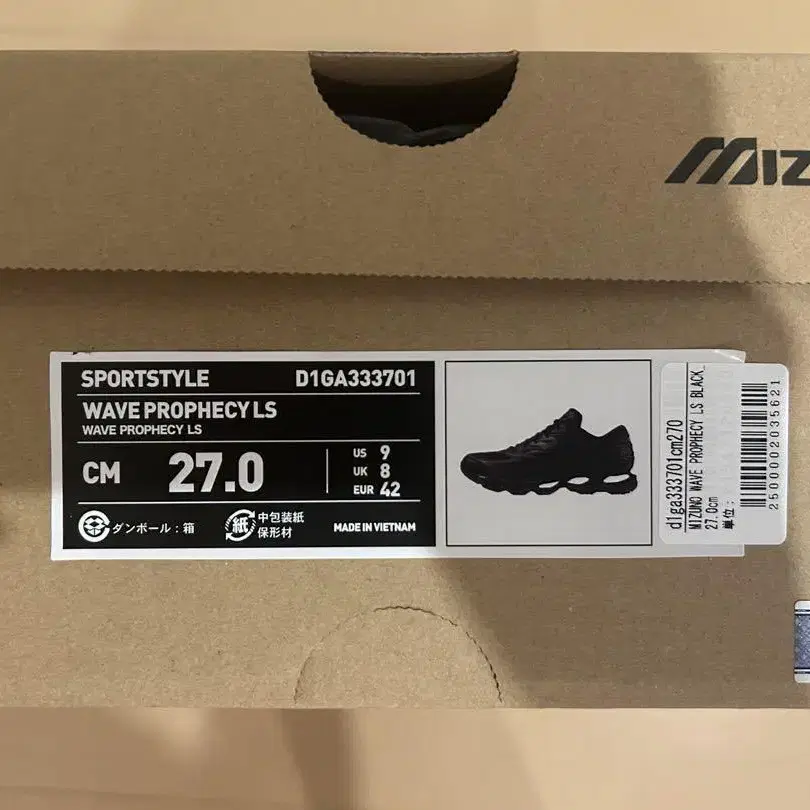 MIZ
SPORTSTYLE D1GA333701
WAVE PROPHECY LS
WAVE PROPHECY LS
CM 27.0
US 9
UK 8
EUR 42
ダンボール：箱
紙 中包装紙
保形材
MADE IN VIETNAM
d1ga333701cm270
MIZUNO WAVE PROPHECY LS BLACK_
27.0cm
単位：
2500002035621